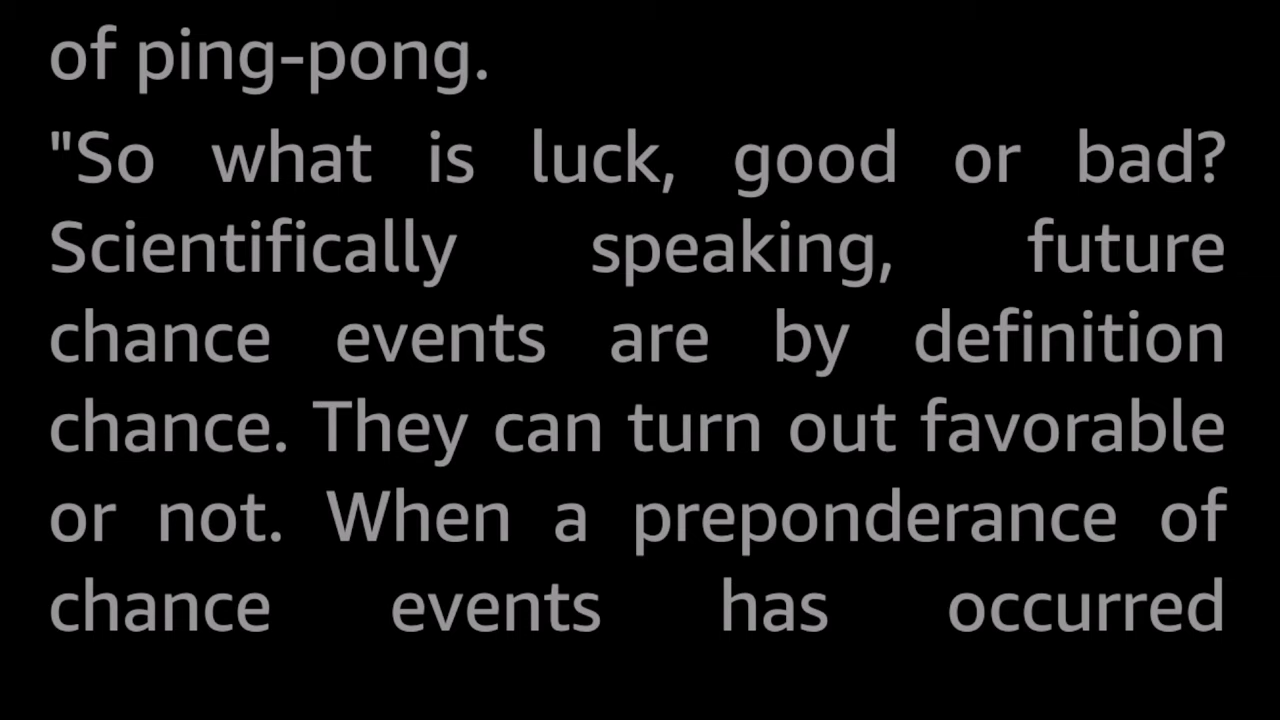 of ping-pong.
"So what is luck, good or bad?
Scientifically speaking, future
chance events are by definition
chance. They can turn out favorable
or not. When a preponderance of
chance events has occurred